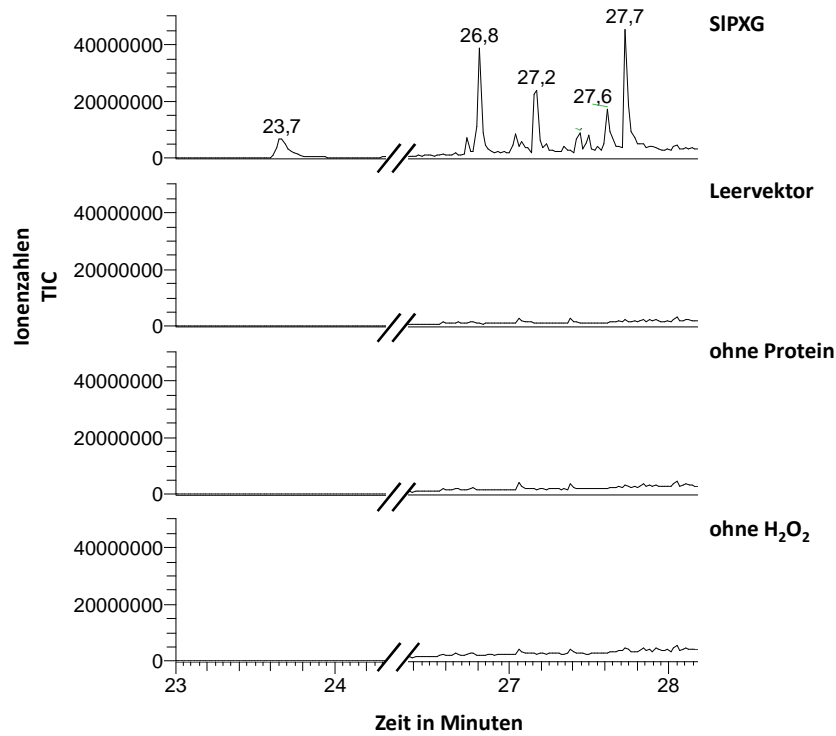 SlPXG
40000000
20000000
0
23,7
26,8
27,2
27,6
27,7
Leervektor
40000000
20000000
0
Ionenzahlen
TIC
ohne Protein
40000000
20000000
0
ohne H₂O₂
40000000
20000000
0
23 24 27 28
Zeit in Minuten